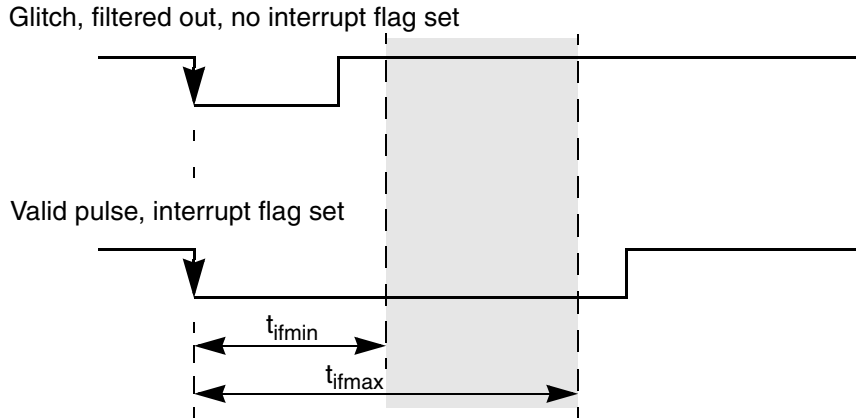 Glitch, filtered out, no interrupt flag set
Valid pulse, interrupt flag set
tifmin
tifmax